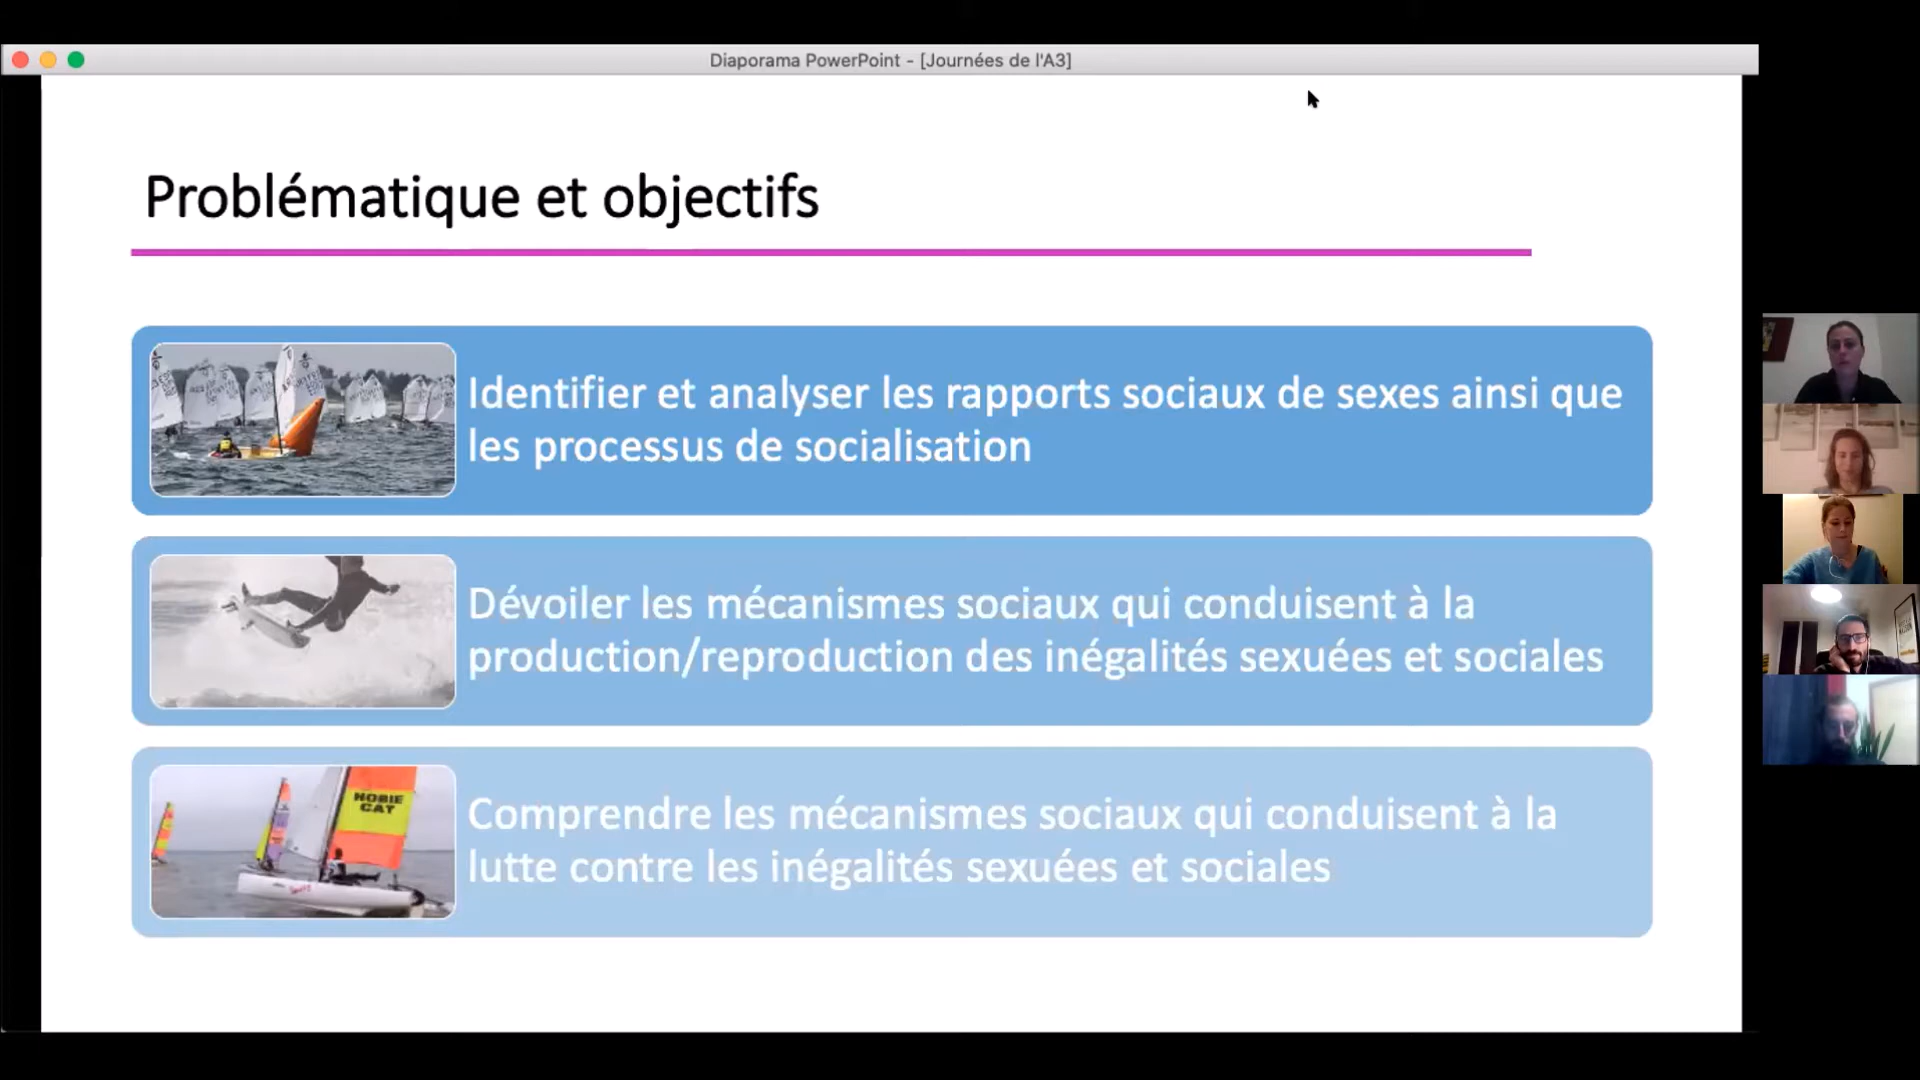 Diaporama PowerPoint - [Journées de l'A3]
Problématique et objectifs
Identifier et analyser les rapports sociaux de sexes ainsi que
les processus de socialisation
Dévoiler les mécanismes sociaux qui conduisent à la
production/reproduction des inégalités sexuées et sociales
HOBIE
CAT
Comprendre les mécanismes sociaux qui conduisent à la
lutte contre les inégalités sexuées et sociales